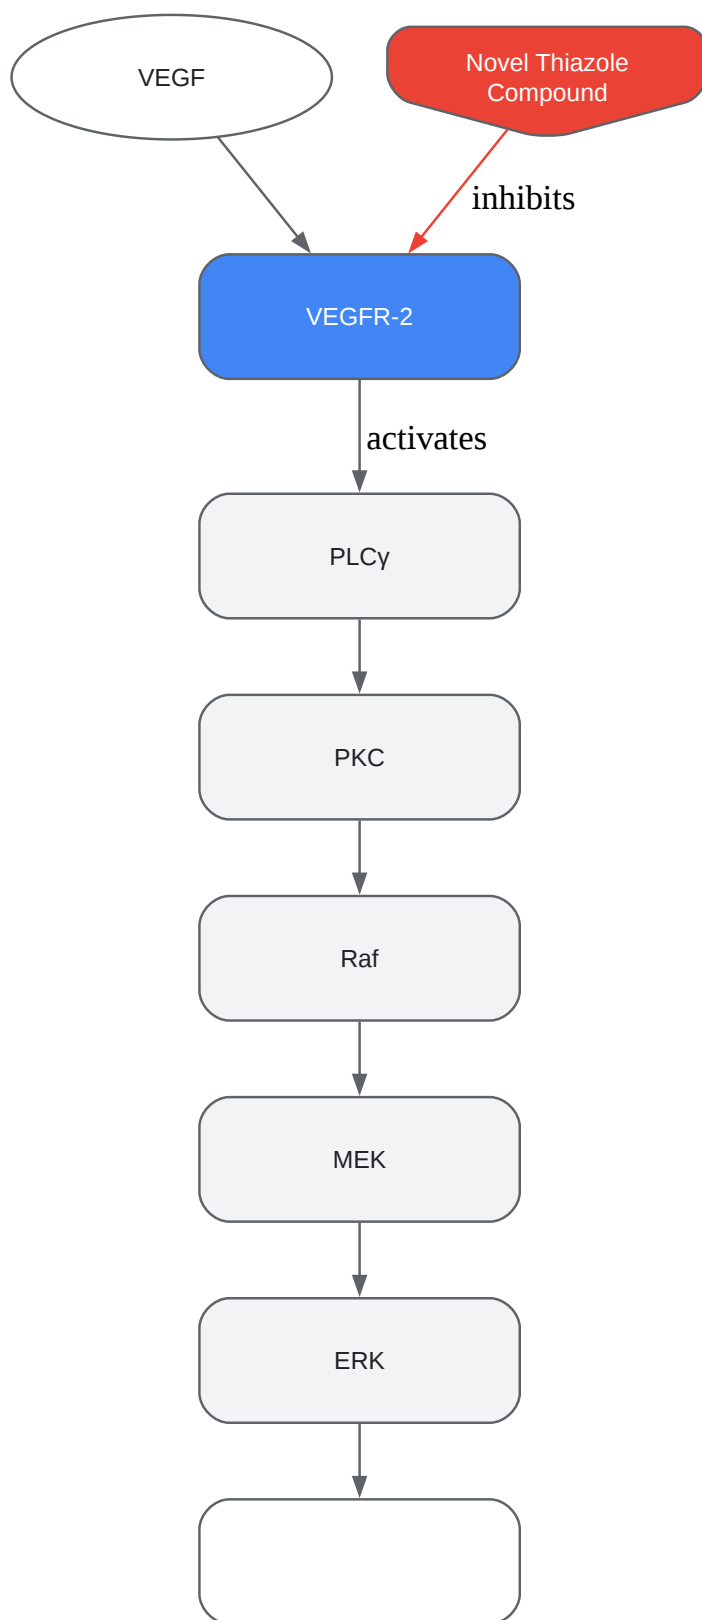 VEGF
Novel Thiazole
Compound
inhibits
VEGFR-2
activates
PLCγ
PKC
Raf
MEK
ERK